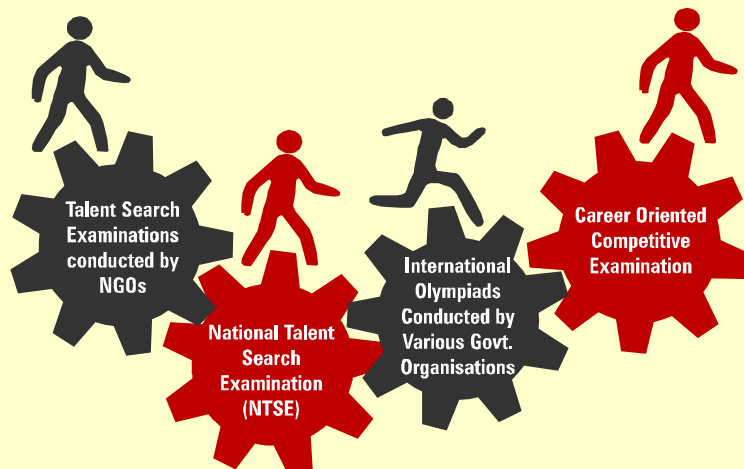 Talent Search
Examinations
conducted by
NGOs
National Talent
Search
Examination
(NTSE)
International
Olympiads
Conducted by
Various Govt.
Organisations
Career Oriented
Competitive
Examination